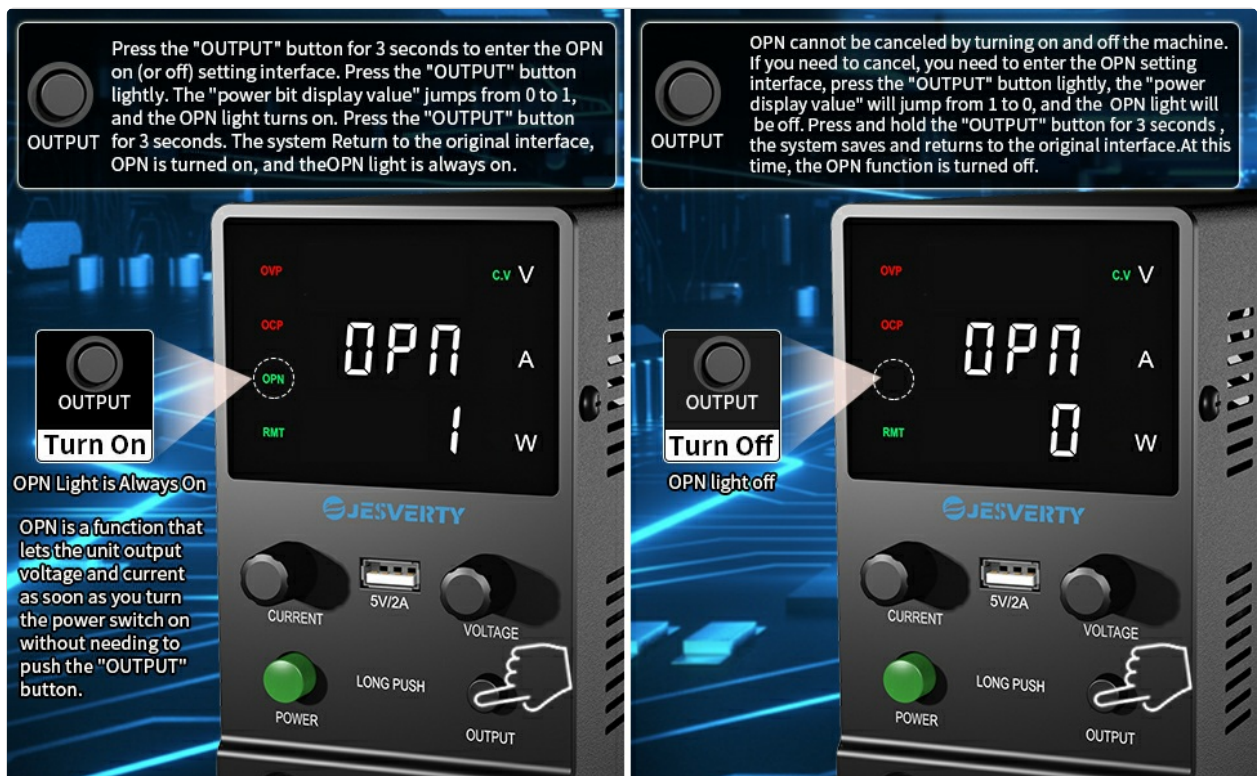 Press the "OUTPUT" button for 3 seconds to enter the OPN
on (or off) setting interface. Press the "OUTPUT" button
lightly. The "power bit display value" jumps from 0 to 1,
and the OPN light turns on. Press the "OUTPUT" button
for 3 seconds. The system Return to the original interface,
OPN is turned on, and theOPN light is always on.
OUTPUT
OVP
C.V V
OCP
OPN
A
OPN
RMT
1
W
OUTPUT
Turn On
OPN Light is Always On
OPN is a function that
lets the unit output
voltage and current
as soon as you turn
the power switch on
without needing to
push the "OUTPUT"
button.
JESVERTY
CURRENT
5V/2A
VOLTAGE
POWER
LONG PUSH
OUTPUT
OPN cannot be canceled by turning on and off the machine.
If you need to cancel, you need to enter the OPN setting
interface, press the "OUTPUT" button lightly, the "power
display value" will jump from 1 to 0, and the OPN light will
be off. Press and hold the "OUTPUT" button for 3 seconds ,
the system saves and returns to the original interface.At this
time, the OPN function is turned off.
OUTPUT
OVP
C.V V
OCP
OPN
A
RMT
0
W
OUTPUT
Turn Off
OPN light off
JESVERTY
CURRENT
5V/2A
VOLTAGE
POWER
LONG PUSH
OUTPUT